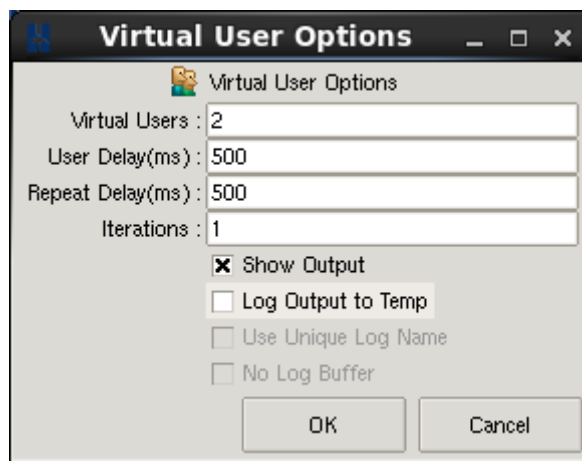 Virtual User Options
Virtual User Options
Virtual Users : 2
User Delay(ms) : 500
Repeat Delay(ms) : 500
Iterations : 1
Show Output
Log Output to Temp
Use Unique Log Name
No Log Buffer
OK Cancel